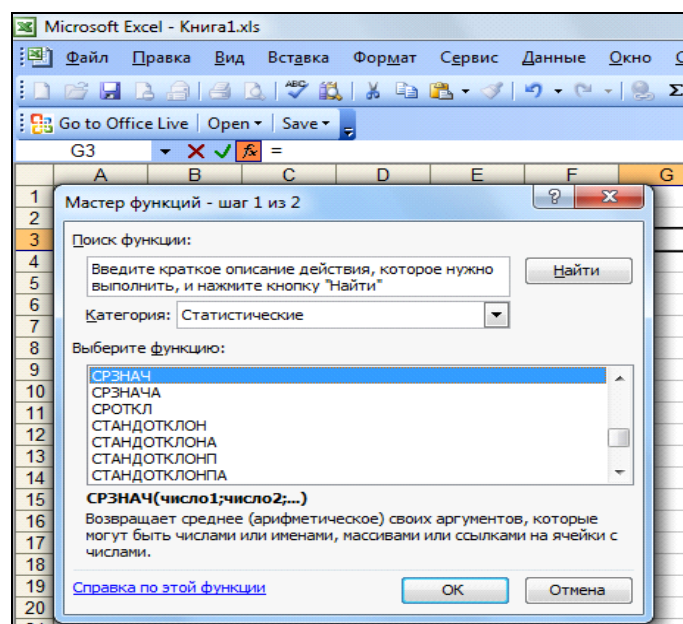 Microsoft Excel - Книга1.xls
Файл Правка Вид Вставка Формат Сервис Данные Окно
Go to Office Live Open Save
G3 =
A B C D E F G
1
2
3
4
5
6
7
8
9
10
11
12
13
14
15
16
17
18
19
20
Мастер функций - шаг 1 из 2
Поиск функции:
Введите краткое описание действия, которое нужно
выполнить, и нажмите кнопку "Найти"
Найти
Категория: Статистические
Выберите функцию:
СРЗНАЧ
СРЗНАЧА
СРОТКЛ
СТАНДОТКЛОН
СТАНДОТКЛОНА
СТАНДОТКЛОНП
СТАНДОТКЛОНПА
СРЗНАЧ(число1;число2;...)
Возвращает среднее (арифметическое) своих аргументов, которые
могут быть числами или именами, массивами или ссылками на ячейки с
числами.
Справка по этой функции
ОК Отмена